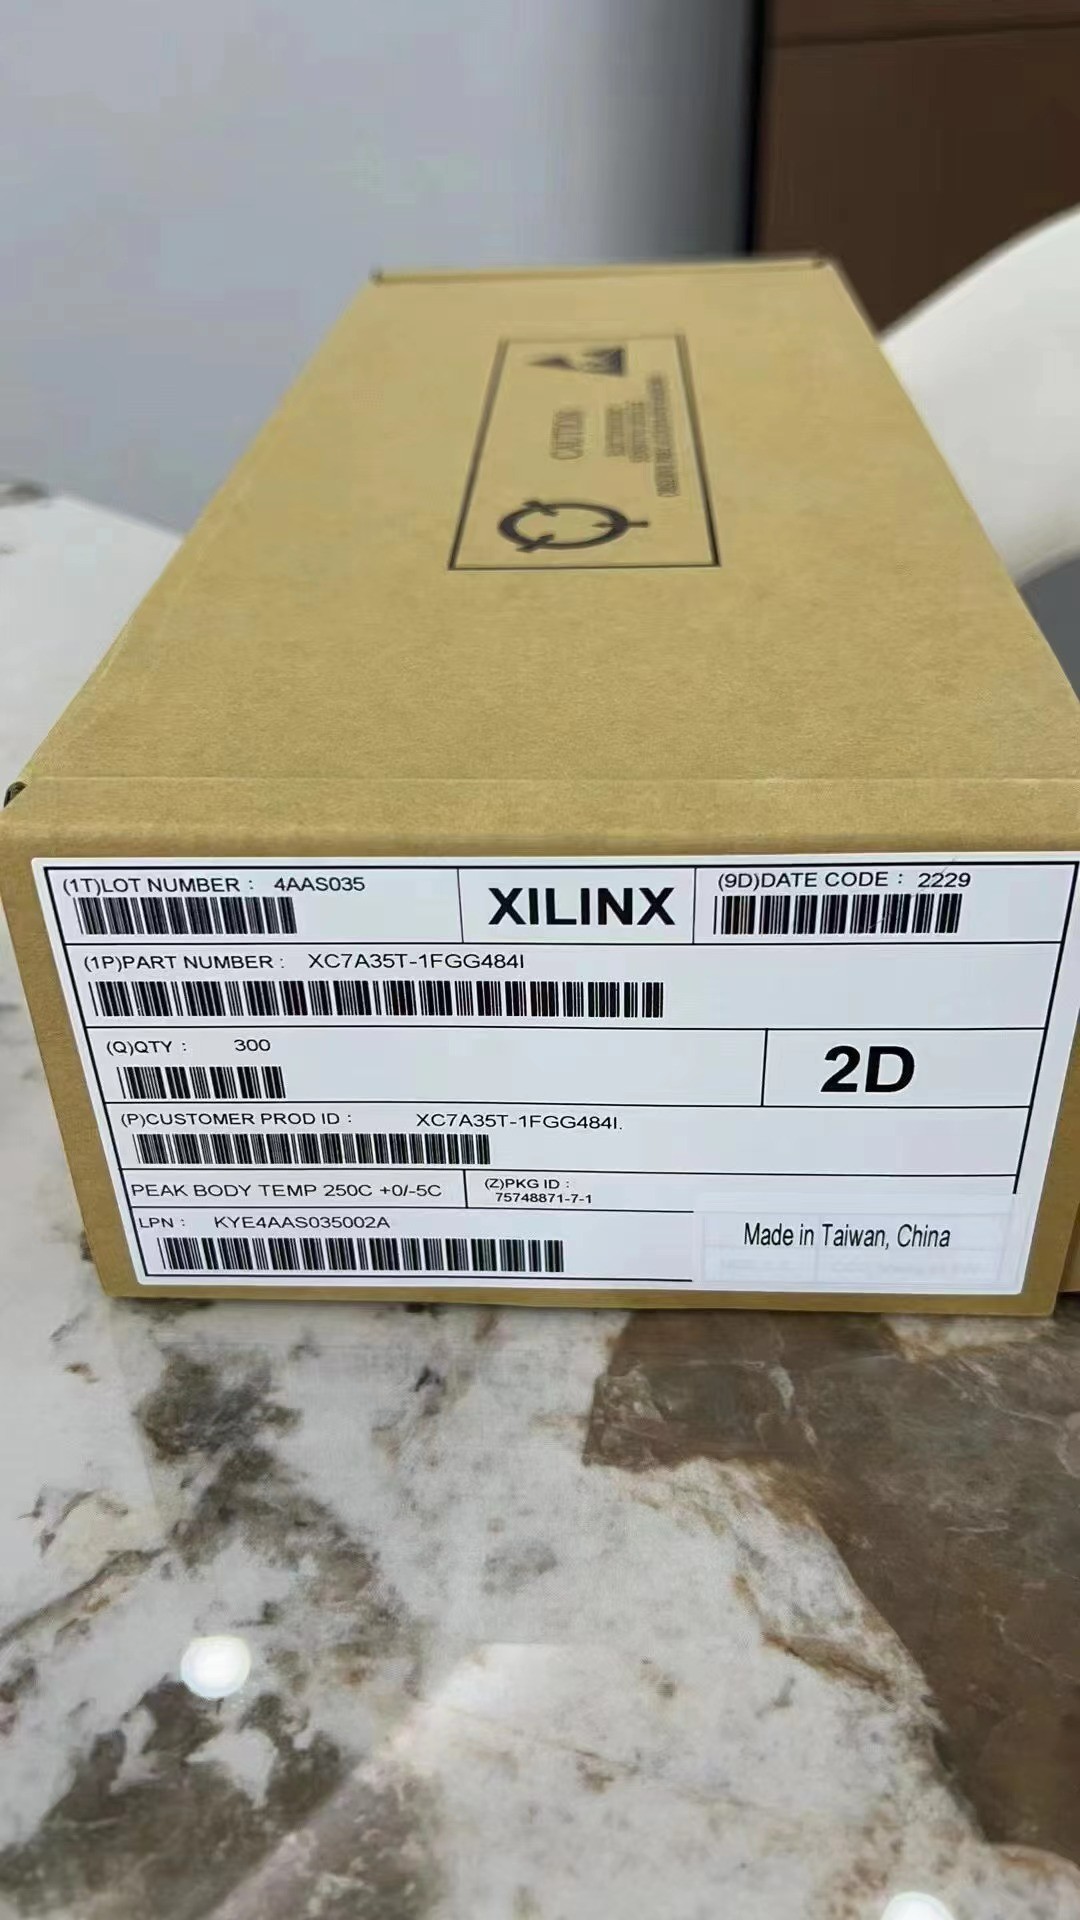 CAUTION
(1T)LOT NUMBER : 4AAS035
XILINX
(9D)DATE CODE : 2229
(1P)PART NUMBER : XC7A35T-1FGG484I
(Q)QTY : 300
2D
(P)CUSTOMER PROD ID : XC7A35T-1FGG484I.
PEAK BODY TEMP 250C +0/-5C
(Z)PKG ID :
75748871-7-1
LPN : KYE4AAS035002A
Made in Taiwan, China